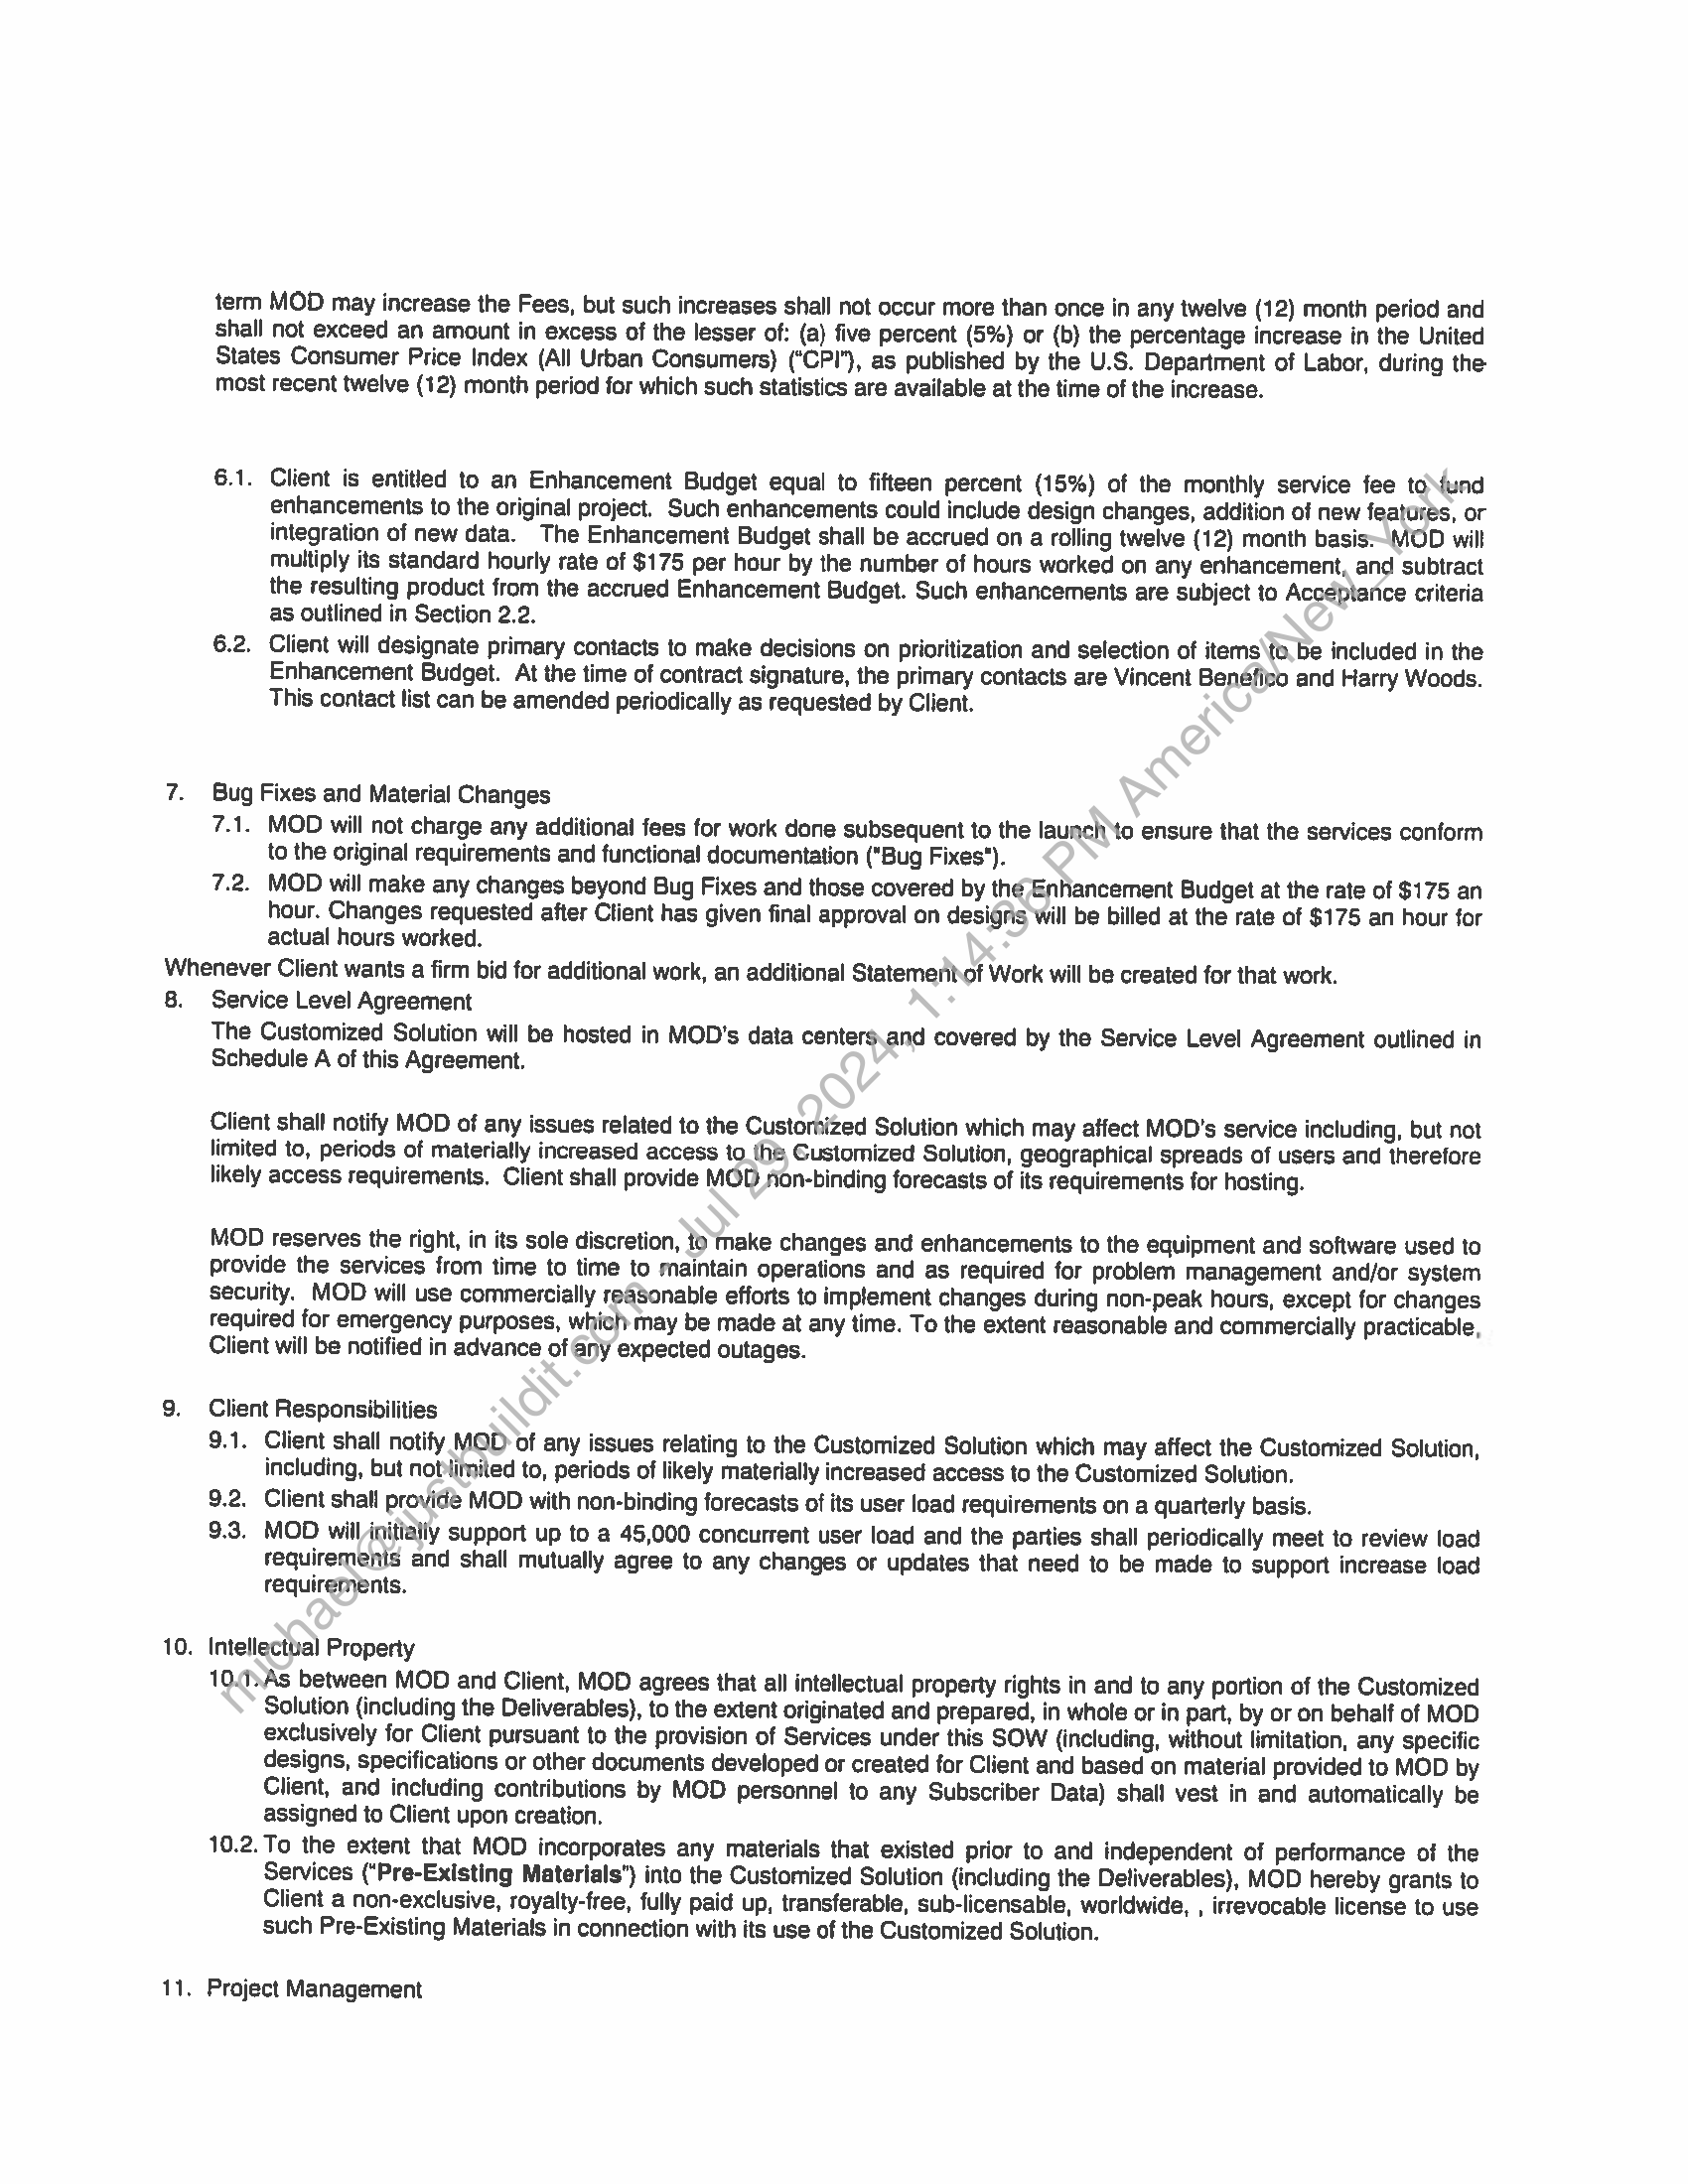 term MOD may increase the Fees, but such increases shall not occur more than once in any twelve (12) month period and
shall not exceed an amount in excess of the lesser of: (a) five percent (5%) or (b) the percentage increase in the United
States Consumer Price Index (All Urban Consumers) ("CPI"), as published by the U.S. Department of Labor, during the
most recent twelve (12) month period for which such statistics are available at the time of the increase.
6.1. Client is entitled to an Enhancement Budget equal to fifteen percent (15%) of the monthly service fee to fund
enhancements to the original project. Such enhancements could include design changes, addition of new features, or
integration of new data. The Enhancement Budget shall be accrued on a rolling twelve (12) month basis. MOD will
multiply its standard hourly rate of $175 per hour by the number of hours worked on any enhancement, and subtract
the resulting product from the accrued Enhancement Budget. Such enhancements are subject to Acceptance criteria
as outlined in Section 2.2.
6.2. Client will designate primary contacts to make decisions on prioritization and selection of items to be included in the
Enhancement Budget. At the time of contract signature, the primary contacts are Vincent Benefico and Harry Woods.
This contact list can be amended periodically as requested by Client.
7. Bug Fixes and Material Changes
7.1. MOD will not charge any additional fees for work done subsequent to the launch to ensure that the services conform
to the original requirements and functional documentation ("Bug Fixes").
7.2. MOD will make any changes beyond Bug Fixes and those covered by the Enhancement Budget at the rate of $175 an
hour. Changes requested after Client has given final approval on designs will be billed at the rate of $175 an hour for
actual hours worked.
Whenever Client wants a firm bid for additional work, an additional Statement of Work will be created for that work.
8. Service Level Agreement
The Customized Solution will be hosted in MOD's data centers and covered by the Service Level Agreement outlined in
Schedule A of this Agreement.
Client shall notify MOD of any issues related to the Customized Solution which may affect MOD's service including, but not
limited to, periods of materially increased access to the Customized Solution, geographical spreads of users and therefore
likely access requirements. Client shall provide MOD non-binding forecasts of its requirements for hosting.
MOD reserves the right, in its sole discretion, to make changes and enhancements to the equipment and software used to
provide the services from time to time to maintain operations and as required for problem management and/or system
security. MOD will use commercially reasonable efforts to implement changes during non-peak hours, except for changes
required for emergency purposes, which may be made at any time. To the extent reasonable and commercially practicable,
Client will be notified in advance of any expected outages.
9. Client Responsibilities
9.1. Client shall notify MOD of any issues relating to the Customized Solution which may affect the Customized Solution,
including, but not limited to, periods of likely materially increased access to the Customized Solution.
9.2. Client shall provide MOD with non-binding forecasts of its user load requirements on a quarterly basis.
9.3. MOD will initially support up to a 45,000 concurrent user load and the parties shall periodically meet to review load
requirements and shall mutually agree to any changes or updates that need to be made to support increase load
requirements.
10. Intellectual Property
10.1. As between MOD and Client, MOD agrees that all intellectual property rights in and to any portion of the Customized
Solution (including the Deliverables), to the extent originated and prepared, in whole or in part, by or on behalf of MOD
exclusively for Client pursuant to the provision of Services under this SOW (including, without limitation, any specific
designs, specifications or other documents developed or created for Client and based on material provided to MOD by
Client, and including contributions by MOD personnel to any Subscriber Data) shall vest in and automatically be
assigned to Client upon creation.
10.2. To the extent that MOD incorporates any materials that existed prior to and independent of performance of the
Services ("Pre-Existing Materials") into the Customized Solution (including the Deliverables), MOD hereby grants to
Client a non-exclusive, royalty-free, fully paid up, transferable, sub-licensable, worldwide, , irrevocable license to use
such Pre-Existing Materials in connection with its use of the Customized Solution.
11. Project Management
michael@justbuildit.com Jul 29, 2024, 1:14:36 PM America/New_York